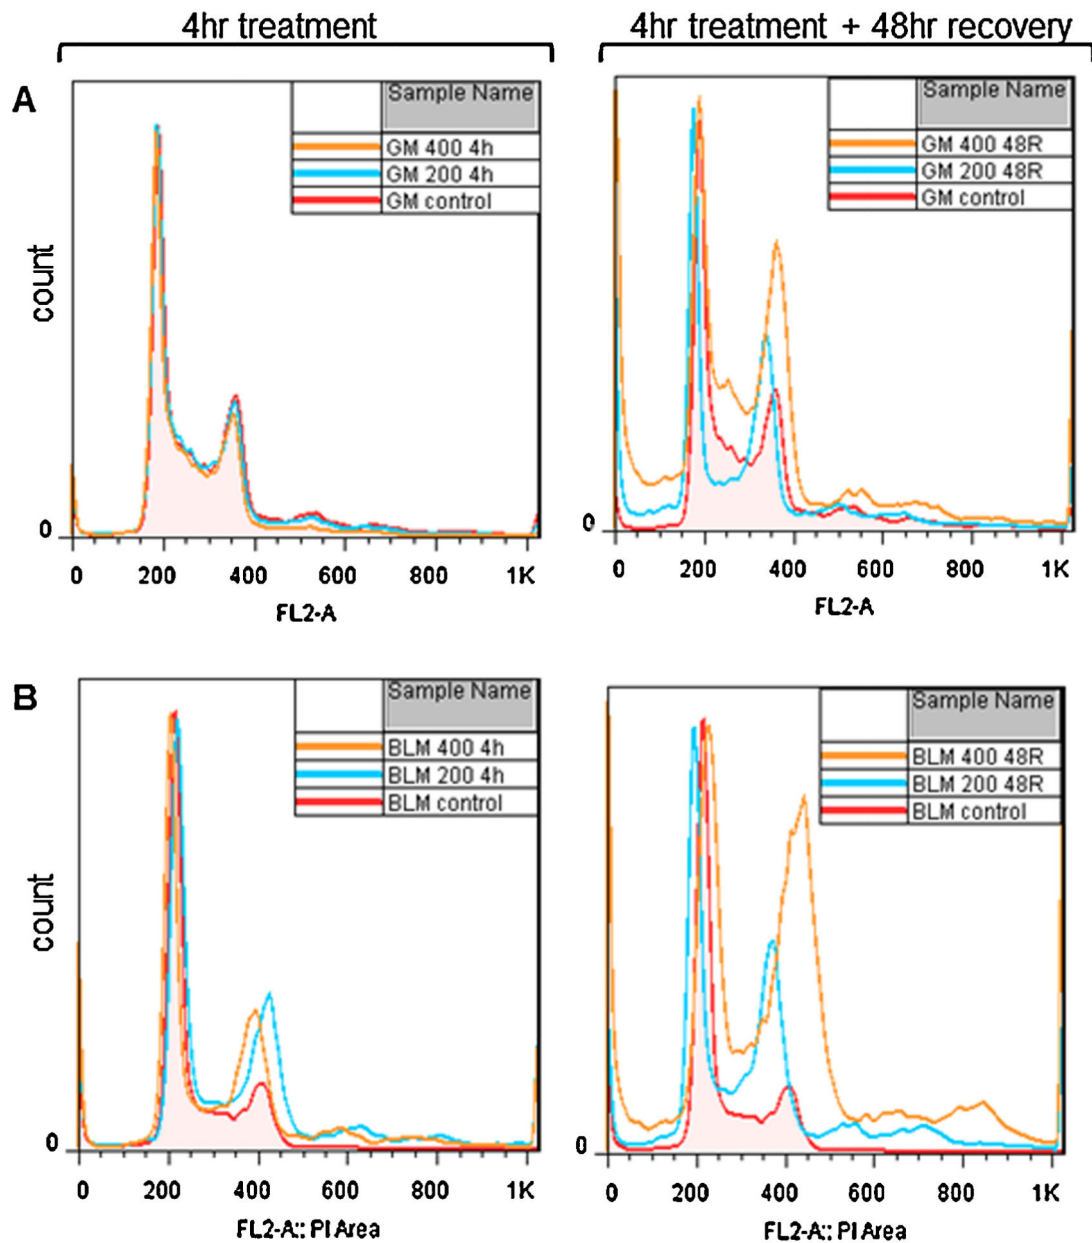 4hr treatment
4hr treatment + 48hr recovery
A
Sample Name
GM 400 4h
GM 200 4h
GM control
count
0
0 200 400 600 800 1K
FL2-A
Sample Name
GM 400 48R
GM 200 48R
GM control
0
0 200 400 600 800 1K
FL2-A
B
Sample Name
BLM 400 4h
BLM 200 4h
BLM control
count
0
0 200 400 600 800 1K
FL2-A:: PI Area
Sample Name
BLM 400 48R
BLM 200 48R
BLM control
0
0 200 400 600 800 1K
FL2-A:: PI Area